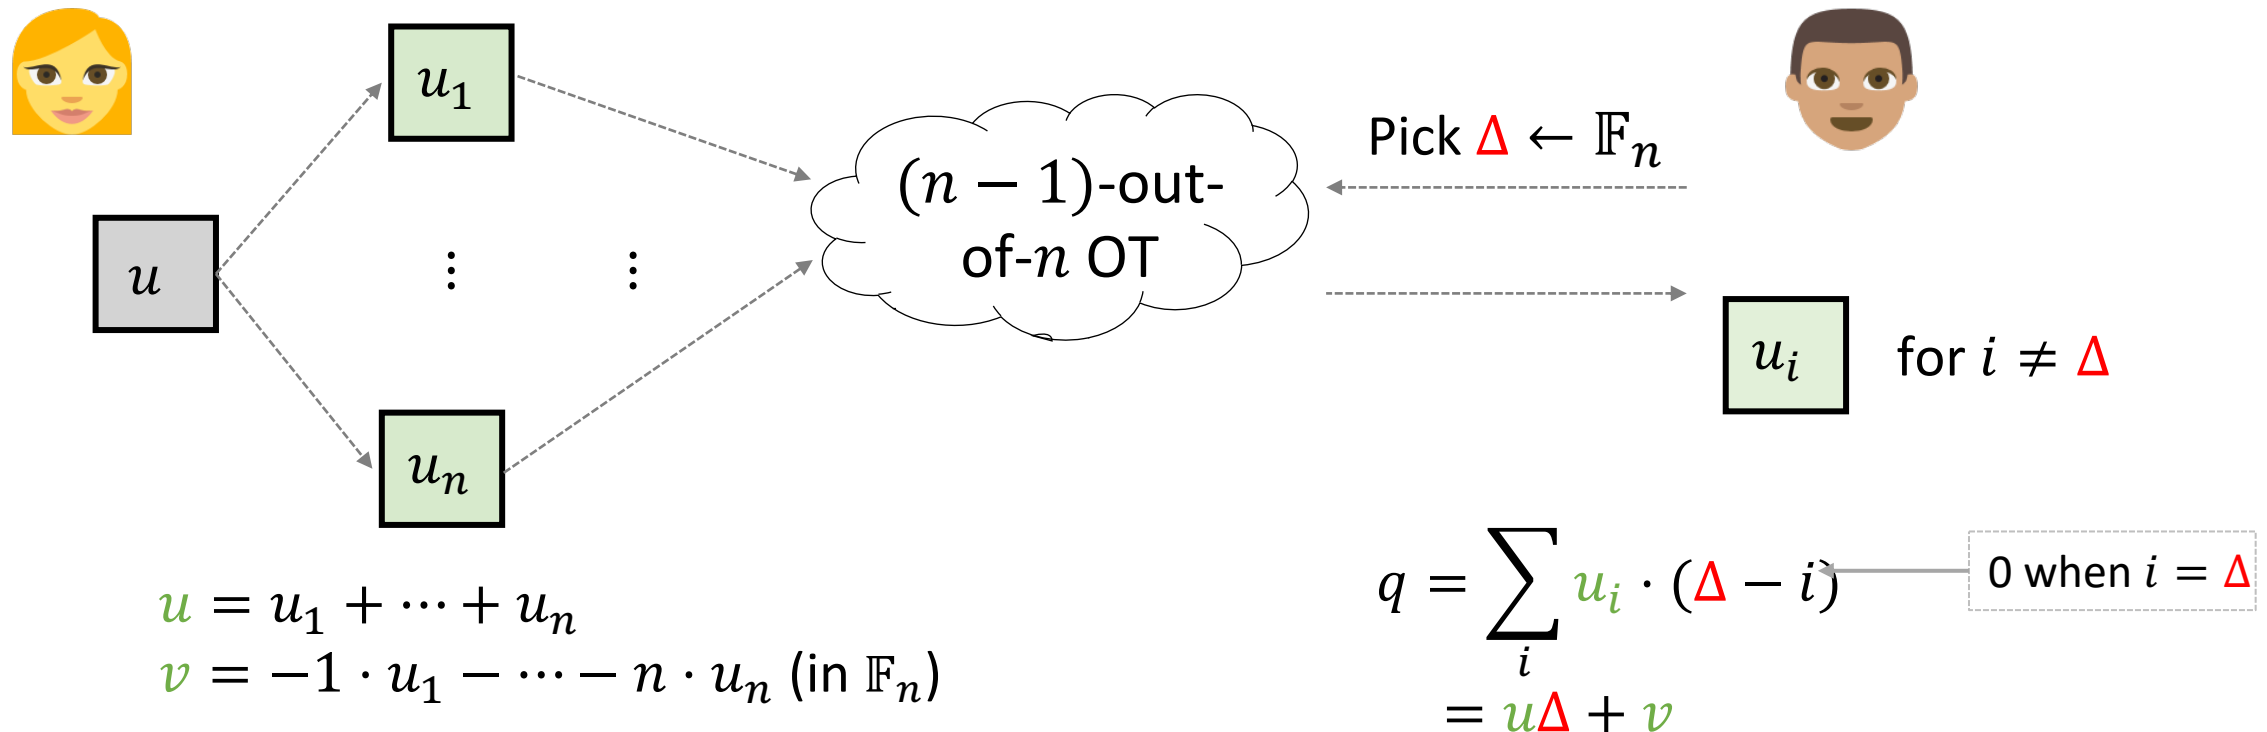 u
u₁
⋮ ⋮
uₙ
(n − 1)-out-
of-n OT
Pick Δ ← 𝔽ₙ
uᵢ for i ≠ Δ
u = u₁ + ⋯ + uₙ
v = −1 · u₁ − ⋯ − n · uₙ (in 𝔽ₙ)
q = ∑ᵢ uᵢ · (Δ − i)
0 when i = Δ
= uΔ + v